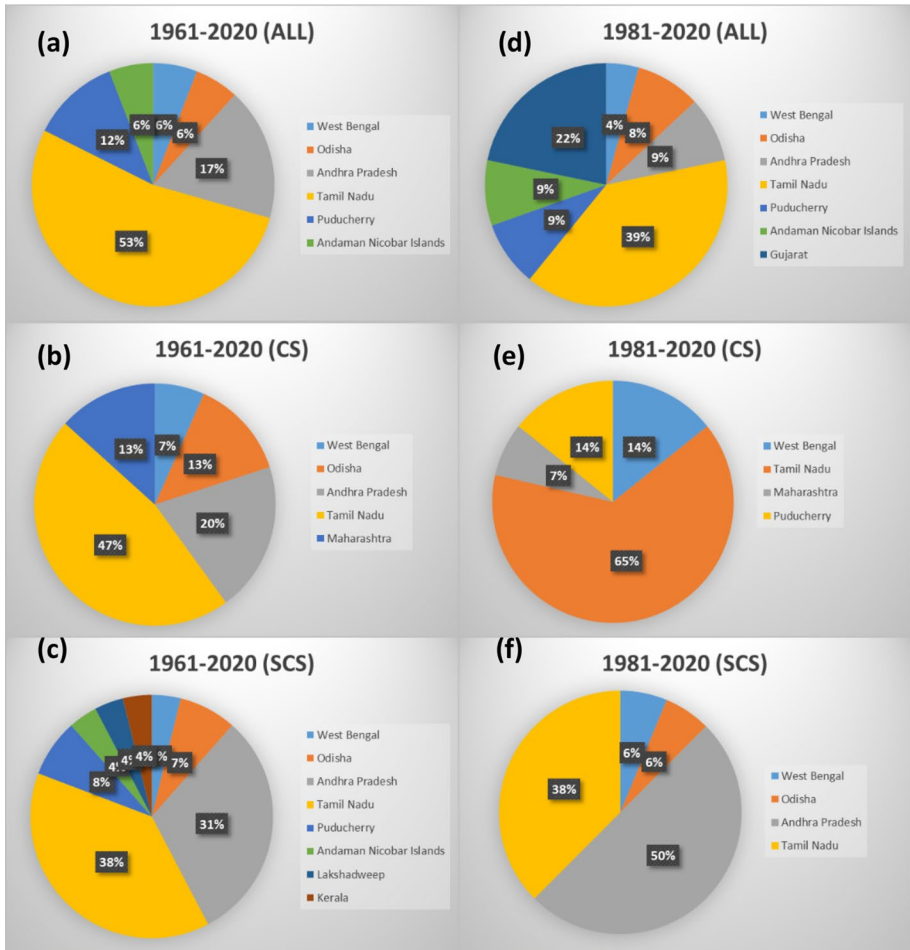 (a)
1961-2020 (ALL)
6%
6%
6%
12%
17%
53%
West Bengal
Odisha
Andhra Pradesh
Tamil Nadu
Puducherry
Andaman Nicobar Islands
(d)
1981-2020 (ALL)
4%
8%
22%
9%
9%
9%
39%
West Bengal
Odisha
Andhra Pradesh
Tamil Nadu
Puducherry
Andaman Nicobar Islands
Gujarat
(b)
1961-2020 (CS)
13%
7%
13%
20%
47%
West Bengal
Odisha
Andhra Pradesh
Tamil Nadu
Maharashtra
(e)
1981-2020 (CS)
14%
14%
7%
65%
West Bengal
Tamil Nadu
Maharashtra
Puducherry
(c)
1961-2020 (SCS)
4%
7%
8%
31%
38%
West Bengal
Odisha
Andhra Pradesh
Tamil Nadu
Puducherry
Andaman Nicobar Islands
Lakshadweep
Kerala
(f)
1981-2020 (SCS)
6%
6%
38%
50%
West Bengal
Odisha
Andhra Pradesh
Tamil Nadu